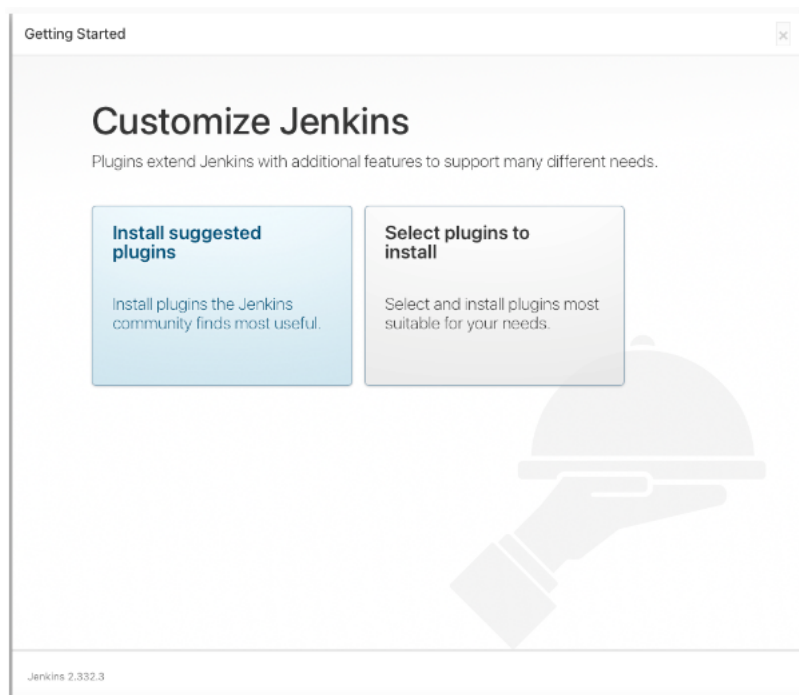 Getting Started
×
Customize Jenkins
Plugins extend Jenkins with additional features to support many different needs.
Install suggested
plugins
Install plugins the Jenkins
community finds most useful.
Select plugins to
install
Select and install plugins most
suitable for your needs.
Jenkins 2.332.3